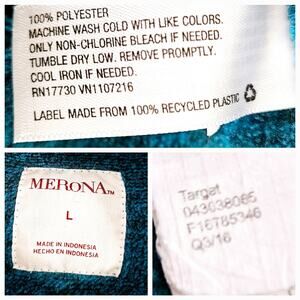 100% POLYESTER
MACHINE WASH COLD WITH LIKE COLORS.
ONLY NON-CHLORINE BLEACH IF NEEDED.
TUMBLE DRY LOW. REMOVE PROMPTLY.
COOL IRON IF NEEDED.
RN17730 VN1107216
LABEL MADE FROM 100% RECYCLED PLASTIC
MERONA™
L
MADE IN INDONESIA
HECHO EN INDONESIA
Target
043038065
F16785346
Q3/16